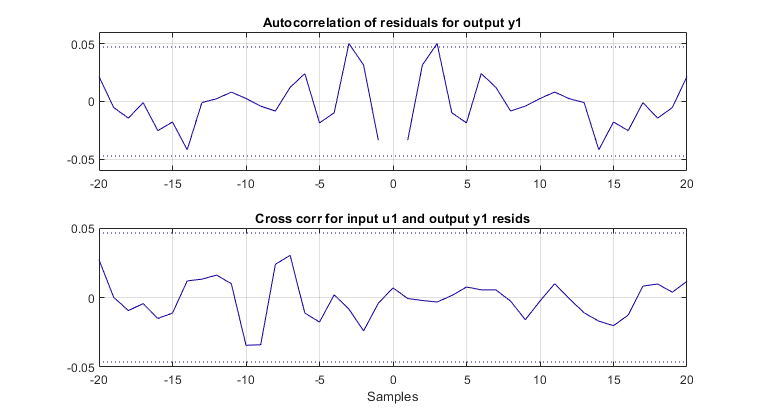 Autocorrelation of residuals for output y1
0.05
0
-0.05
-20 -15 -10 -5 0 5 10 15 20
Cross corr for input u1 and output y1 resids
0.05
0
-0.05
-20 -15 -10 -5 0 5 10 15 20
Samples